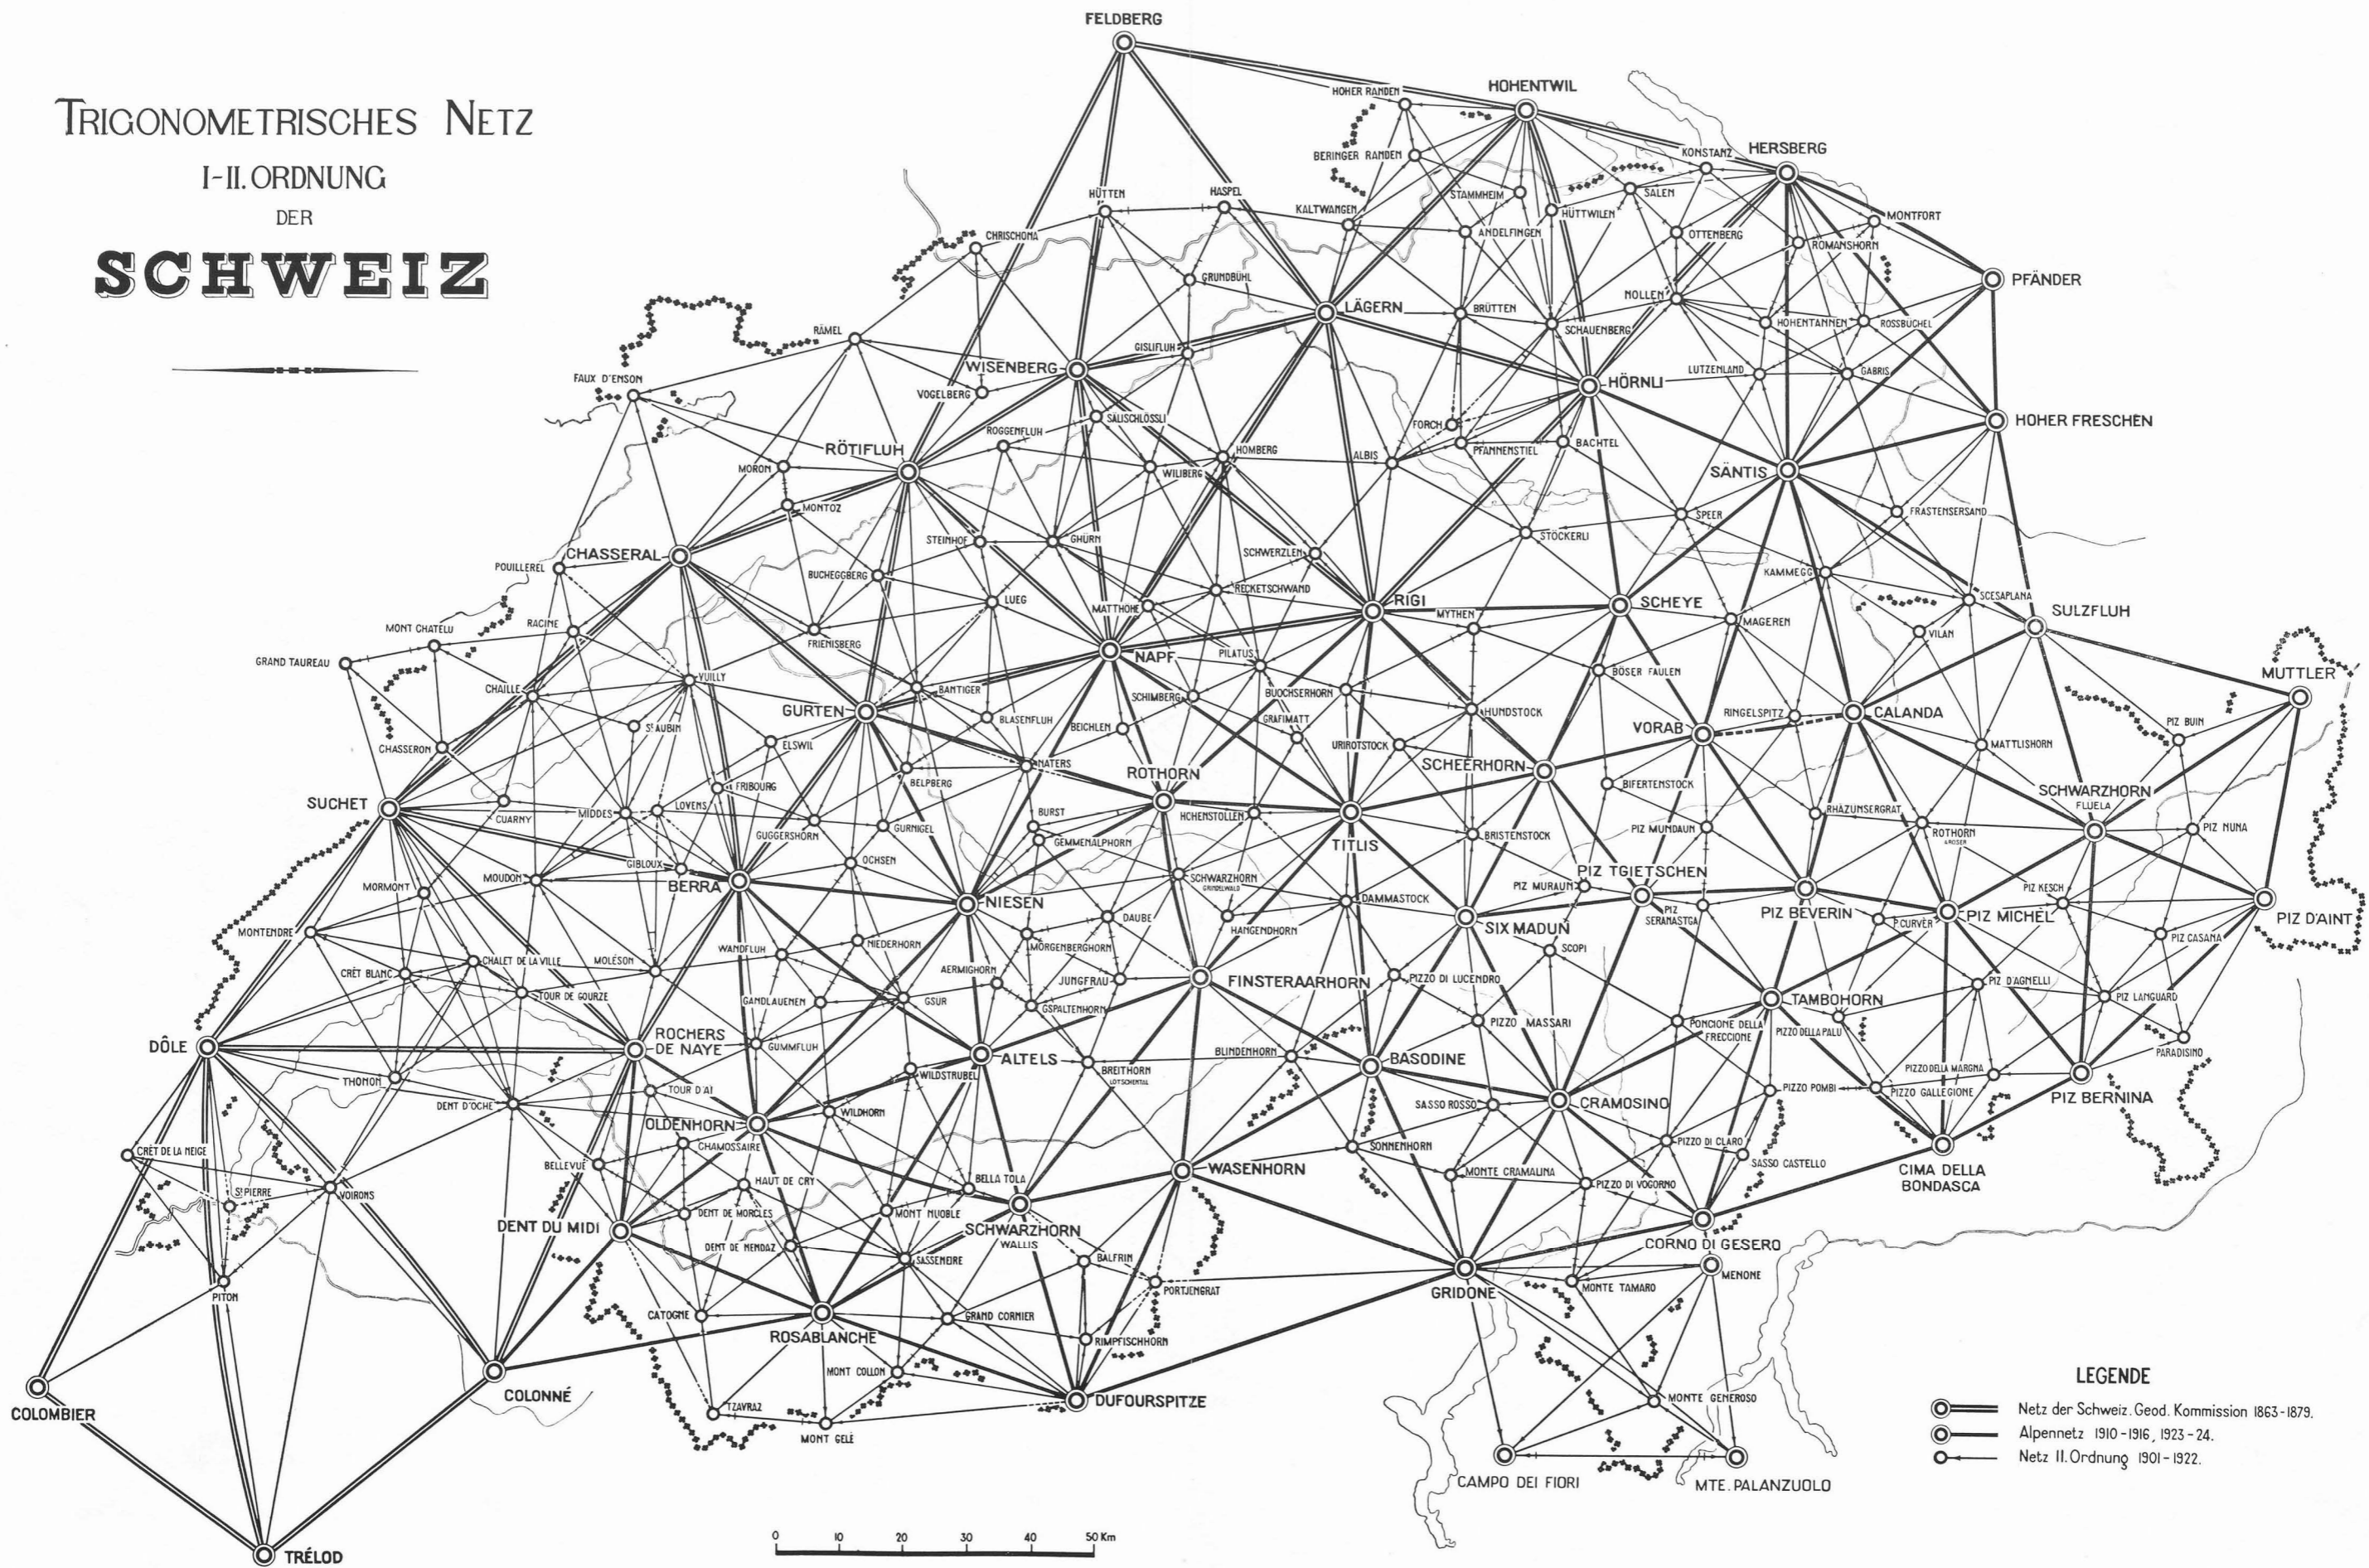 TRIGONOMETRISCHES NETZ
I-II. ORDNUNG
DER
SCHWEIZ
FELDBERG
HOHENTWIL
HOHER RANDEN
BERINGER RANDEN
KONSTANZ
HERSBERG
STAMMHEIM
SALEN
HÜTTEN
HASPEL
KALTWANGEN
HÜTTWILEN
MONTFORT
CHRISCHONA
ANDELFINGEN
OTTENBERG
ROMANSHORN
GRUNDBÜHL
PFÄNDER
NOLLEN
LÄGERN
BRÜTTEN
SCHAUENBERG
HOHENTANNEN
ROSSBÜCHEL
RÄMEL
GISLIFLUH
WISENBERG
FAUX D'ENSON
VOGELBERG
HÖRNLI
LUTZENLAND
GÄBRIS
SÄLISCHLÖSSLI
FORCH
HOHER FRESCHEN
ROGGENFLUH
RÖTIFLUH
HOMBERG
ALBIS
PFANNENSTIEL
BACHTEL
MORON
WILIBERG
SÄNTIS
MONTOZ
SPEER
FRASTENSERSAND
STEINHOF
GHÜRN
SCHWERZLEN
STÖCKERLI
CHASSERAL
POUILLEREL
BUCHEGGBERG
KAMMEGG
RECKETSCHWAND
LUEG
MATTHÖHE
RIGI
MYTHEN
SCHEYE
MAGEREN
SCESAPLANA
SULZFLUH
RACINE
MONT CHATELU
FRIENISBERG
VILAN
GRAND TAUREAU
NAPF
PILATUS
BÖSER FAULEN
MUTTLER
CHAILLE
VUILLY
BANTIGER
SCHIMBERG
BUOCHSERHORN
GURTEN
BLASENFLUH
BEICHLEN
GRAFIMATT
HUNDSTOCK
VORAB
RINGELSPITZ
CALANDA
PIZ BUIN
ST AUBIN
ELSWIL
URIROTSTOCK
MATTLISHORN
CHASSERON
NATERS
ROTHORN
SCHEERHORN
BIFERTENSTOCK
SCHWARZHORN
FLUELA
SUCHET
CUARNY
FRIBOURG
BELPBERG
MIDDES
LOVENS
BURST
HCHENSTOLLEN
RHÄZÜNSERGRAT
GUGGERSHORN
GURNIGEL
GEMMENALPHORN
TITLIS
BRISTENSTOCK
PIZ MUNDAUN
ROTHORN
AROSER
PIZ NUNA
GIBLOUX
OCHSEN
MOUDON
BERRA
SCHWARZHORN
GRINDELWALD
PIZ TGIETSCHEN
PIZ MURAUN
MORMONT
NIESEN
DAMMASTOCK
PIZ KESCH
DAUBE
HANGENDHORN
SIX MADUN
PIZ
SERANASTGA
PIZ BEVERIN
P. CURVÈR
PIZ MICHEL
PIZ D'AINT
MONTENDRE
WANDFLUH
NIEDERHORN
MORGENBERGHORN
SCOPI
PIZ CASANA
CRÊT BLANC
CHALET DE LA VILLE
MOLÉSON
AERMIGHORN
JUNGFRAU
FINSTERAARHORN
PIZZO DI LUCENDRO
TAMBOHORN
PIZ D'AGNELLI
TOUR DE GOURZE
GANDLAUENEN
GSUR
GSPALTENHORN
PIZ LANGUARD
PIZZO MASSARI
PONCIONE DELLA
FRECCIONE
PIZZO DELLA PALU
DÔLE
ROCHERS
DE NAYE
GUMMFLUH
ALTELS
BLINDENHORN
BASODINE
PARADISINO
THONON
WILDSTRUBEL
BREITHORN
LÖTSCHENTAL
PIZZO DELLA MARGNA
TOUR D'AI
PIZZO POMBI
PIZZO GALLEGIONE
PIZ BERNINA
DENT D'OCHE
OLDENHORN
WILDHORN
SASSO ROSSO
CRAMOSINO
CRÊT DE LA NEIGE
CHAMOSSAIRE
SONNENHORN
PIZZO DI CLARO
BELLEVUE
WASENHORN
MONTE CRAMALINA
SASSO CASTELLO
CIMA DELLA
BONDASCA
ST PIERRE
VOIRONS
HAUT DE CRY
BELLA TOLA
PIZZO DI VOGORNO
DENT DU MIDI
DENT DE MORCLES
MONT NUOBLE
SCHWARZHORN
WALLIS
DENT DE NENDAZ
SASSENEIRE
BALFRIN
CORNO DI GESERO
MENONE
PITON
PORTJENGRAT
GRIDONE
MONTE TAMARO
CATOGNE
ROSABLANCHE
GRAND CORNIER
RIMPFISCHHORN
MONT COLLON
COLONNÉ
DUFOURSPITZE
COLOMBIER
TZAVRAZ
MONTE GENEROSO
MONT GELÉ
CAMPO DEI FIORI
MTE. PALANZUOLO
TRÉLOD
LEGENDE
Netz der Schweiz. Geod. Kommission 1863-1879.
Alpennetz 1910-1916, 1923-24.
Netz II. Ordnung 1901-1922.
0 10 20 30 40 50 Km